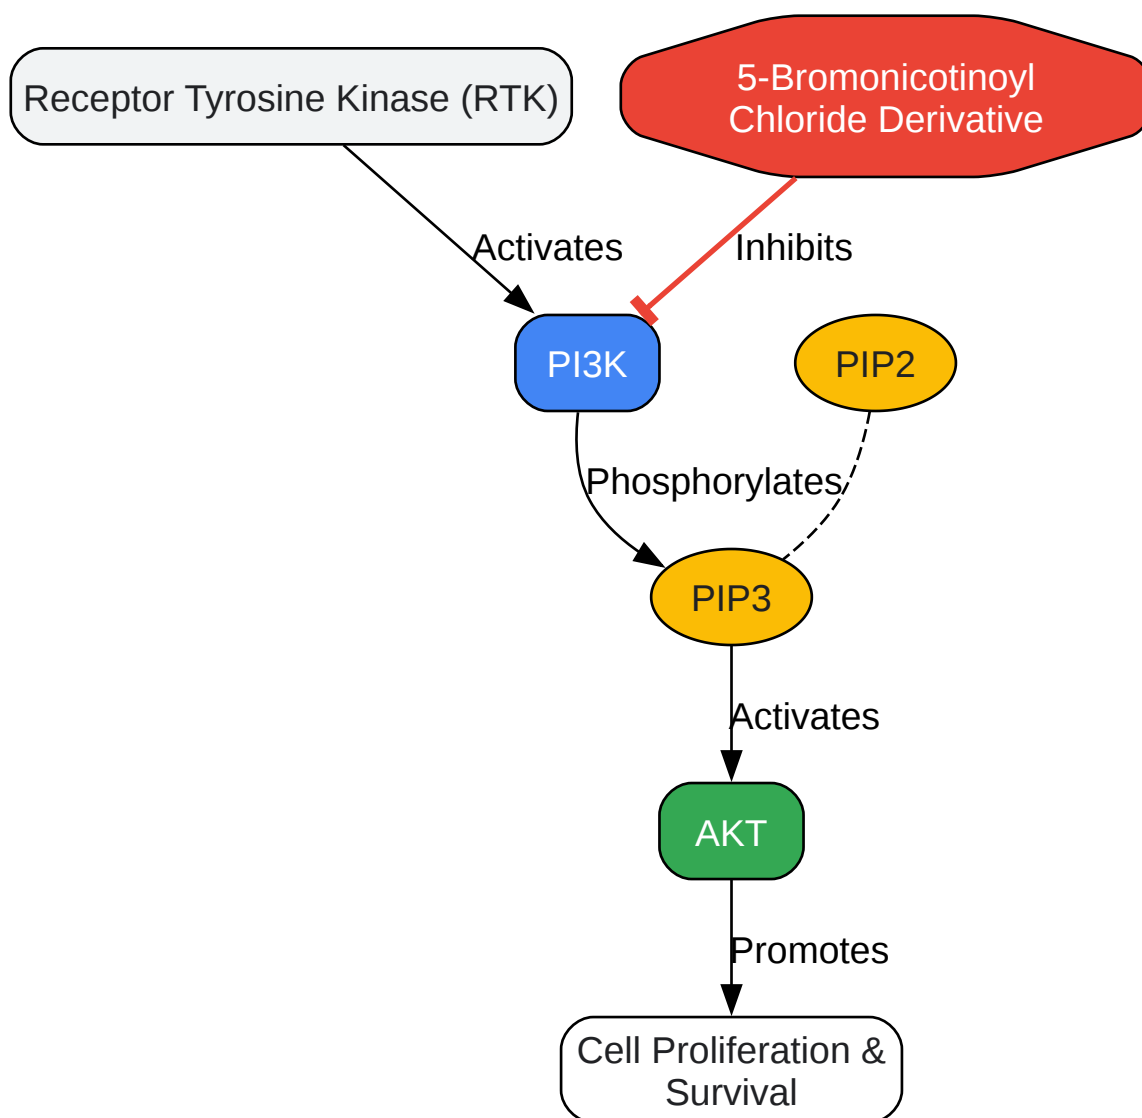 Receptor Tyrosine Kinase (RTK)
5-Bromonicotinoyl
Chloride Derivative
Activates
Inhibits
PI3K
PIP2
Phosphorylates
PIP3
Activates
AKT
Promotes
Cell Proliferation &
Survival